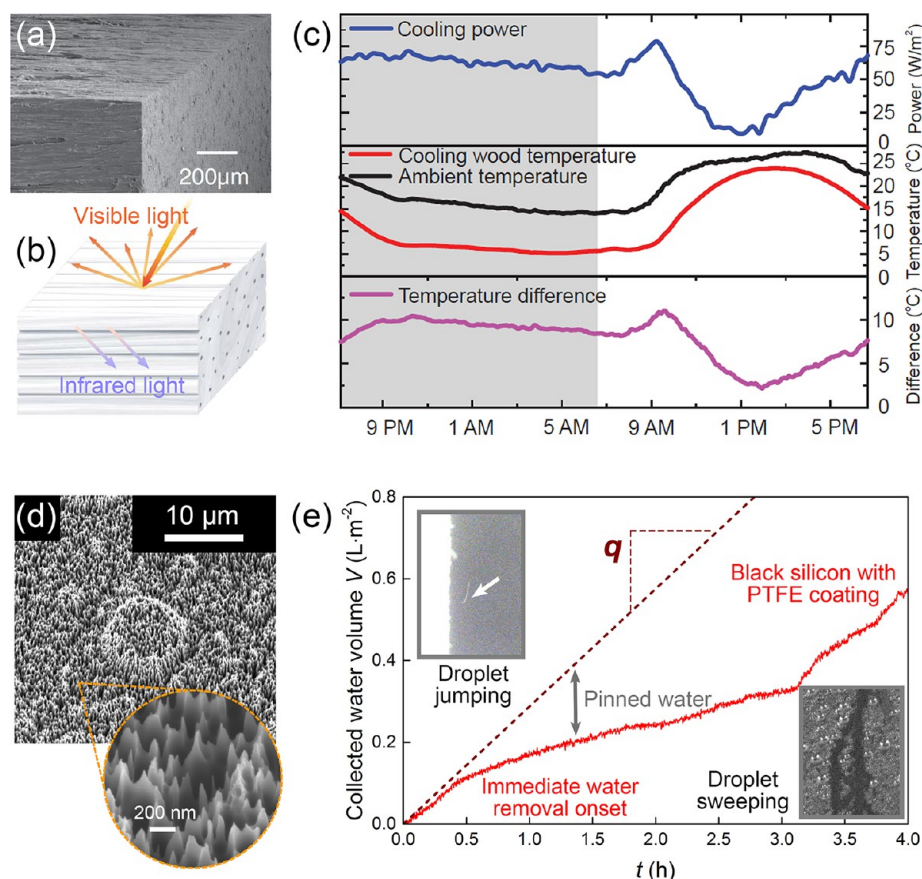 (a)
200μm
Visible light
(b)
Infrared light
(c)
Cooling power
75
50
25
0
Power (W/m²)
Cooling wood temperature
Ambient temperature
25
20
15
5
0
Temperature (°C)
Temperature difference
10
5
0
Difference (°C)
9 PM
1 AM
5 AM
9 AM
1 PM
5 PM
(d)
10 μm
200 nm
(e)
Collected water volume V (L·m⁻²)
0.8
0.6
0.4
0.2
0.0
Droplet
jumping
q
Black silicon with
PTFE coating
Pinned water
Immediate water
removal onset
Droplet
sweeping
0.0
0.5
1.0
1.5
2.0
2.5
3.0
3.5
4.0
t (h)